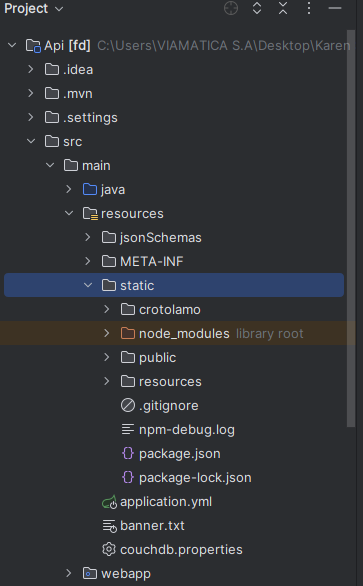 Project
Api [fd] C:\Users\VIAMATICA S.A\Desktop\Karen
.idea
.mvn
.settings
src
main
java
resources
jsonSchemas
META-INF
static
crotolamo
node_modules library root
public
resources
.gitignore
npm-debug.log
package.json
package-lock.json
application.yml
banner.txt
couchdb.properties
webapp